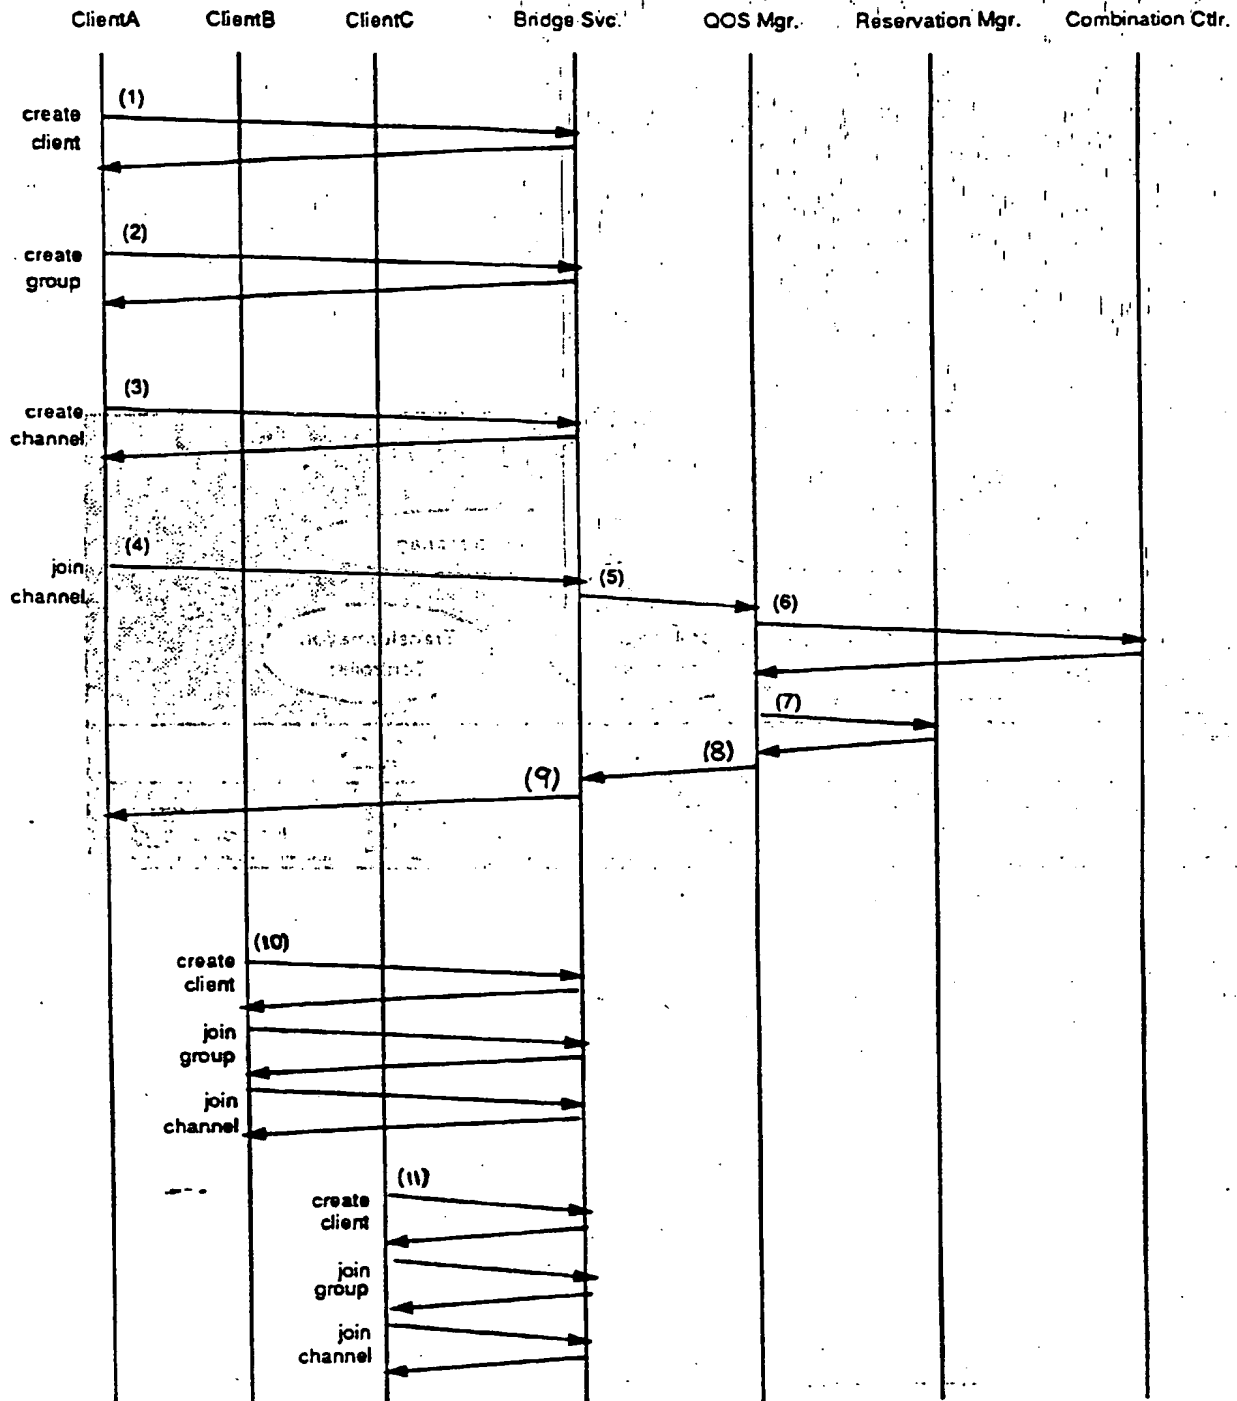 ClientA ClientB ClientC Bridge Svc. QOS Mgr. Reservation Mgr. Combination Ctlr.
(1)
create
client
(2)
create
group
(3)
create
channel
(4)
join
channel
(5)
(6)
(7)
(8)
(9)
(10)
create
client
join
group
join
channel
(11)
create
client
join
group
join
channel